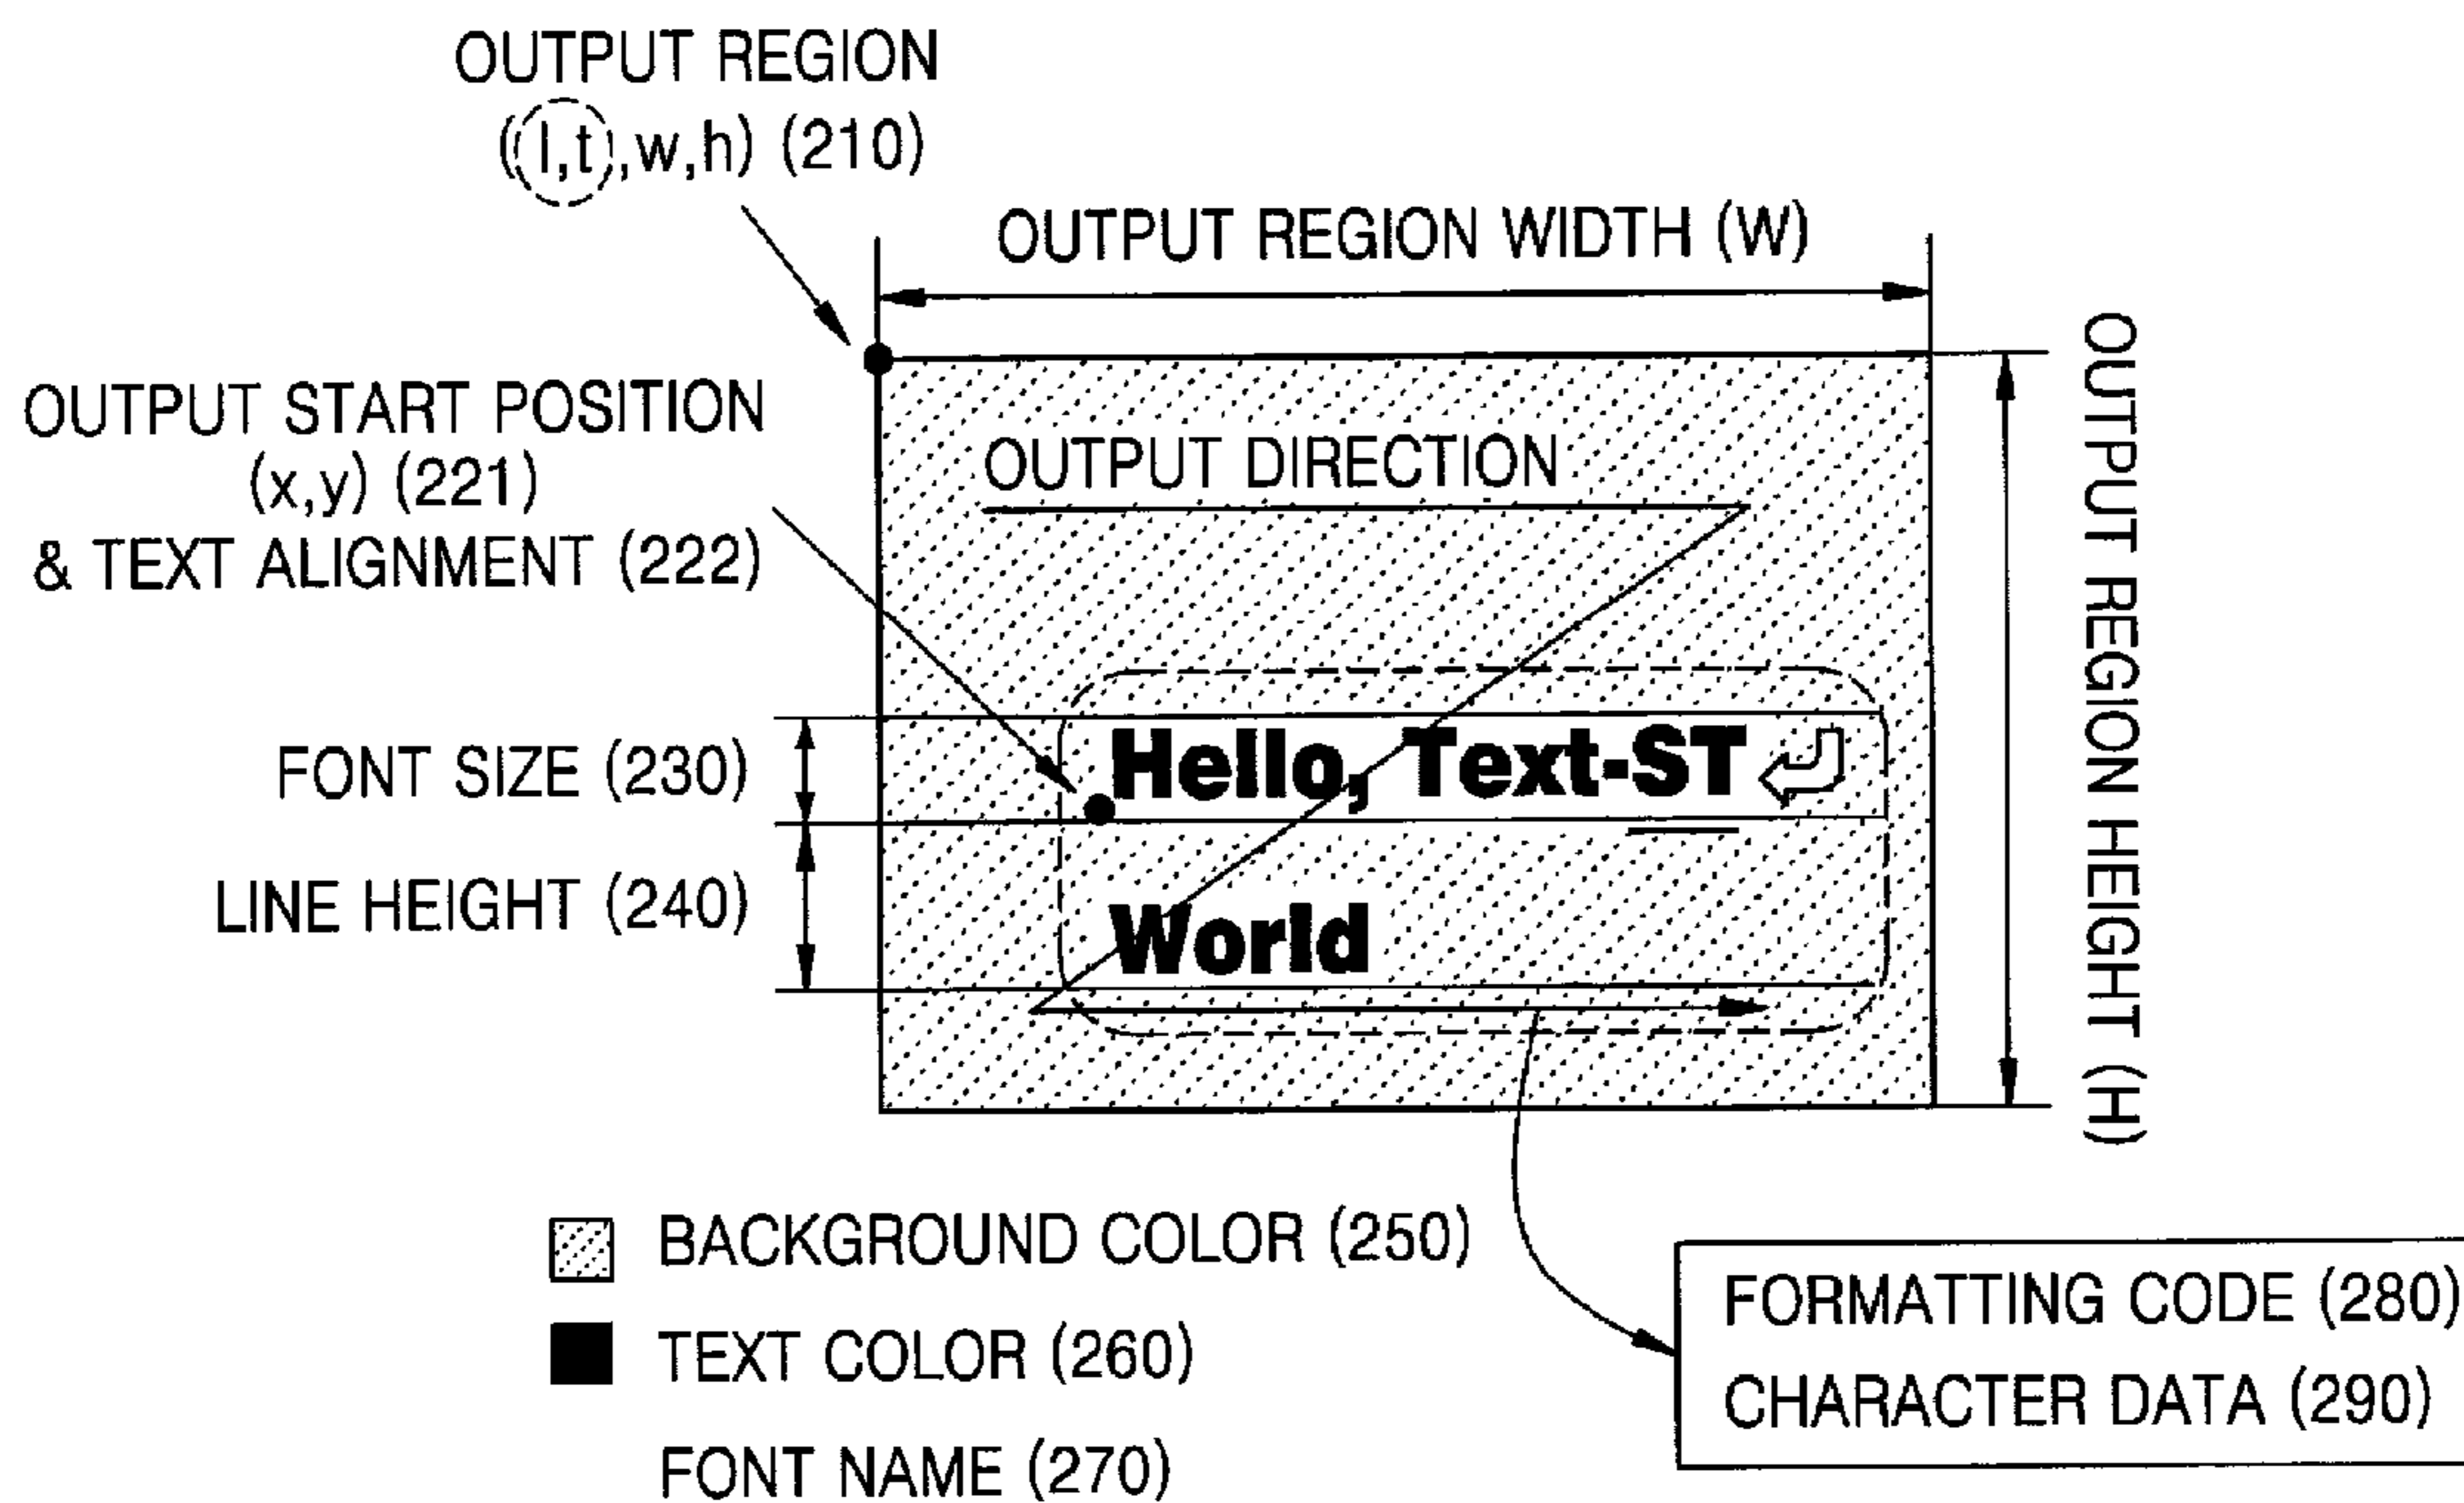 OUTPUT REGION
(l,t),w,h) (210)
OUTPUT REGION WIDTH (W)
OUTPUT REGION HEIGHT (H)
OUTPUT START POSITION
(x,y) (221)
& TEXT ALIGNMENT (222)
OUTPUT DIRECTION
FONT SIZE (230)
Hello, Text-ST
LINE HEIGHT (240)
World
BACKGROUND COLOR (250)
TEXT COLOR (260)
FONT NAME (270)
FORMATTING CODE (280)
CHARACTER DATA (290)